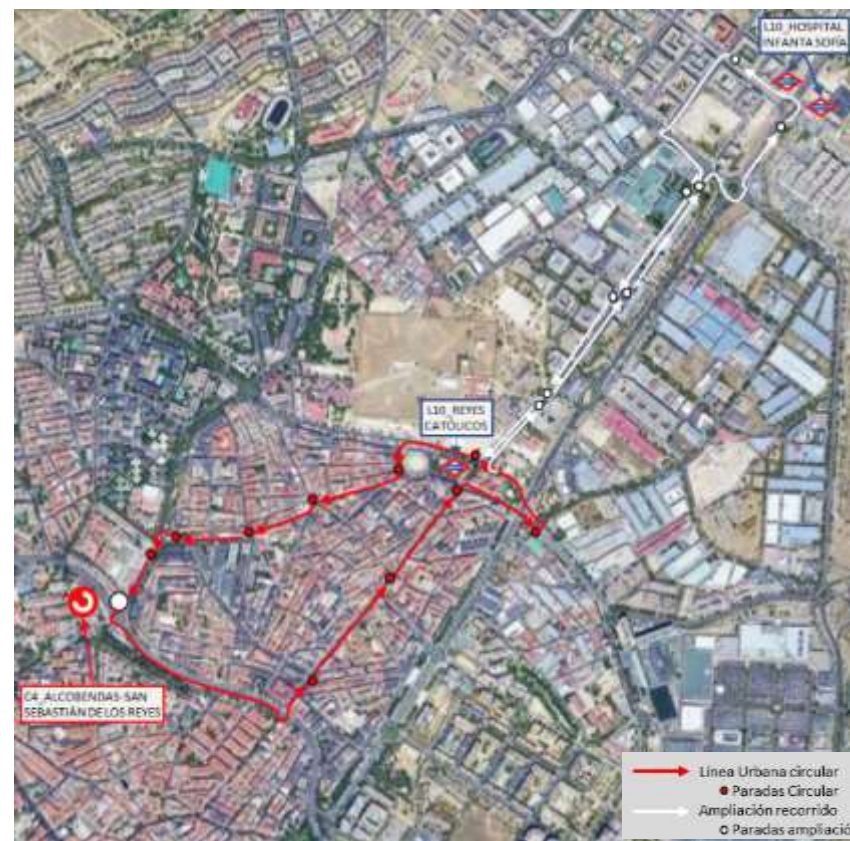 L10_HOSPITAL
INFANTA SOFÍA
L10_REYES
CATÓLICOS
C4_ALCOBENDAS-SAN
SEBASTIÁN DE LOS REYES
Línea Urbana circular
Paradas Circular
Ampliación recorrido
Paradas ampliació